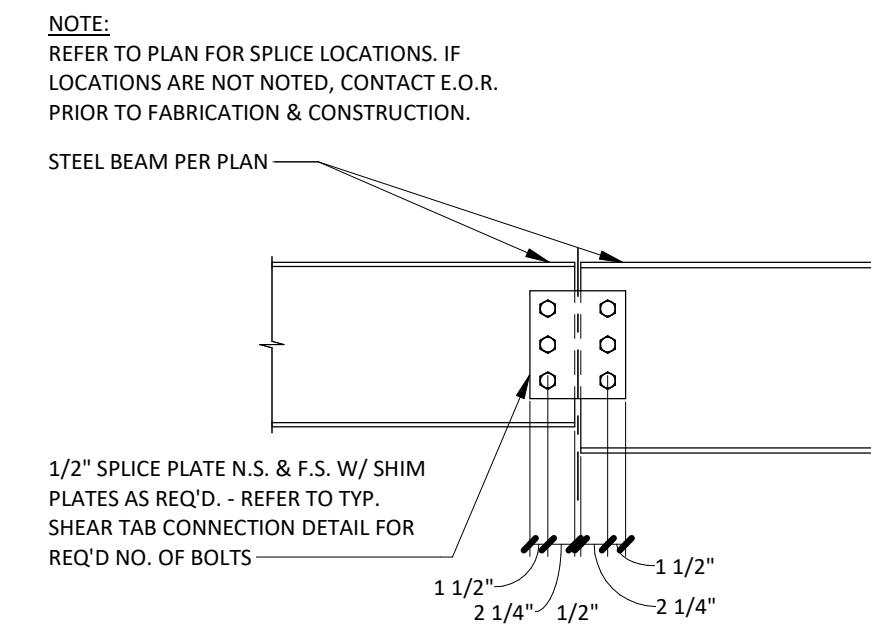 NOTE:
REFER TO PLAN FOR SPLICE LOCATIONS. IF
LOCATIONS ARE NOT NOTED, CONTACT E.O.R.
PRIOR TO FABRICATION & CONSTRUCTION.
STEEL BEAM PER PLAN
1/2" SPLICE PLATE N.S. & F.S. W/ SHIM
PLATES AS REQ'D. - REFER TO TYP.
SHEAR TAB CONNECTION DETAIL FOR
REQ'D NO. OF BOLTS
1 1/2"
2 1/4"
1/2"
2 1/4"
1 1/2"